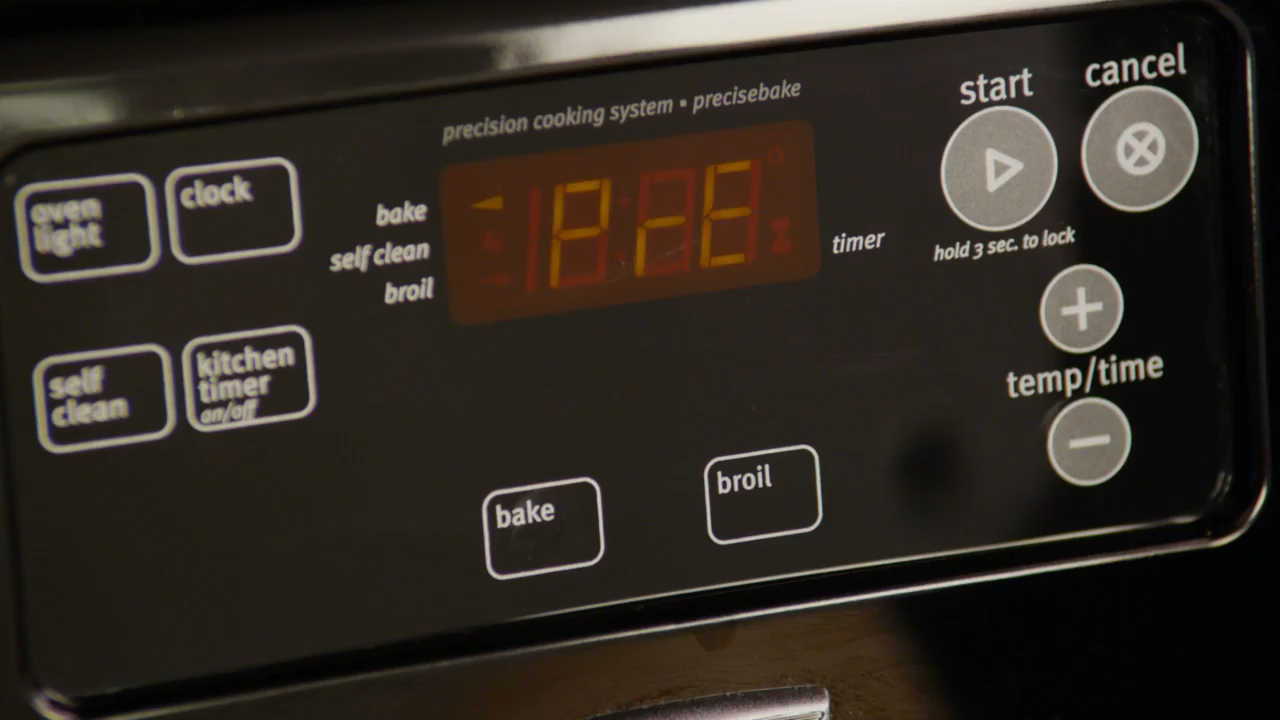 precision cooking system ▪ precisebake
start
cancel
oven
light
clock
bake
self clean
broil
PrE
timer
hold 3 sec. to lock
self
clean
kitchen
timer
on/off
temp/time
bake
broil